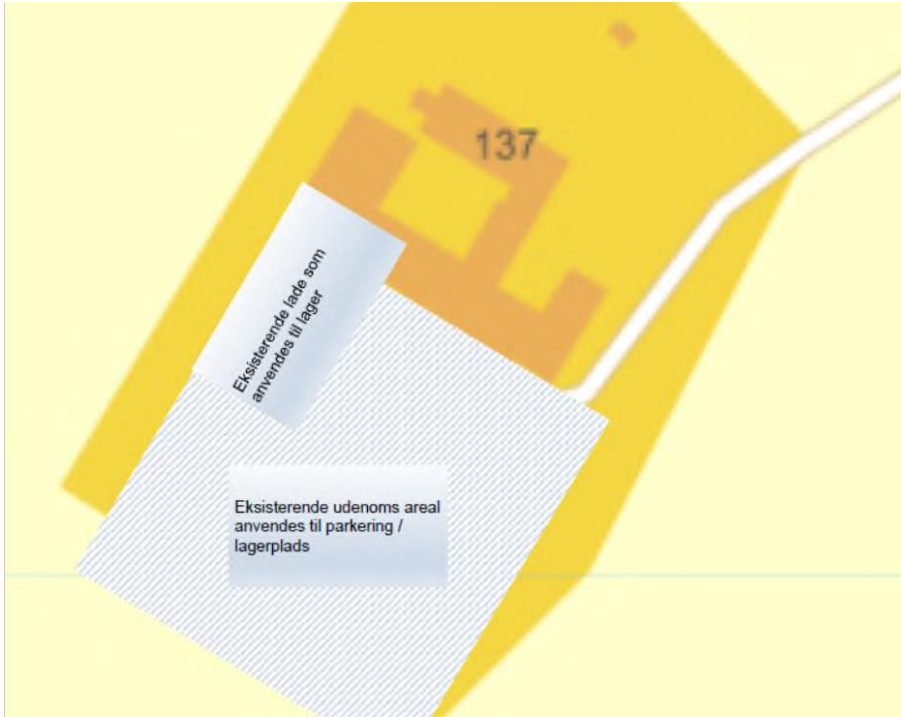 137
Eksisterende lade som
anvendes til lager
Eksisterende udenoms areal
anvendes til parkering /
lagerplads